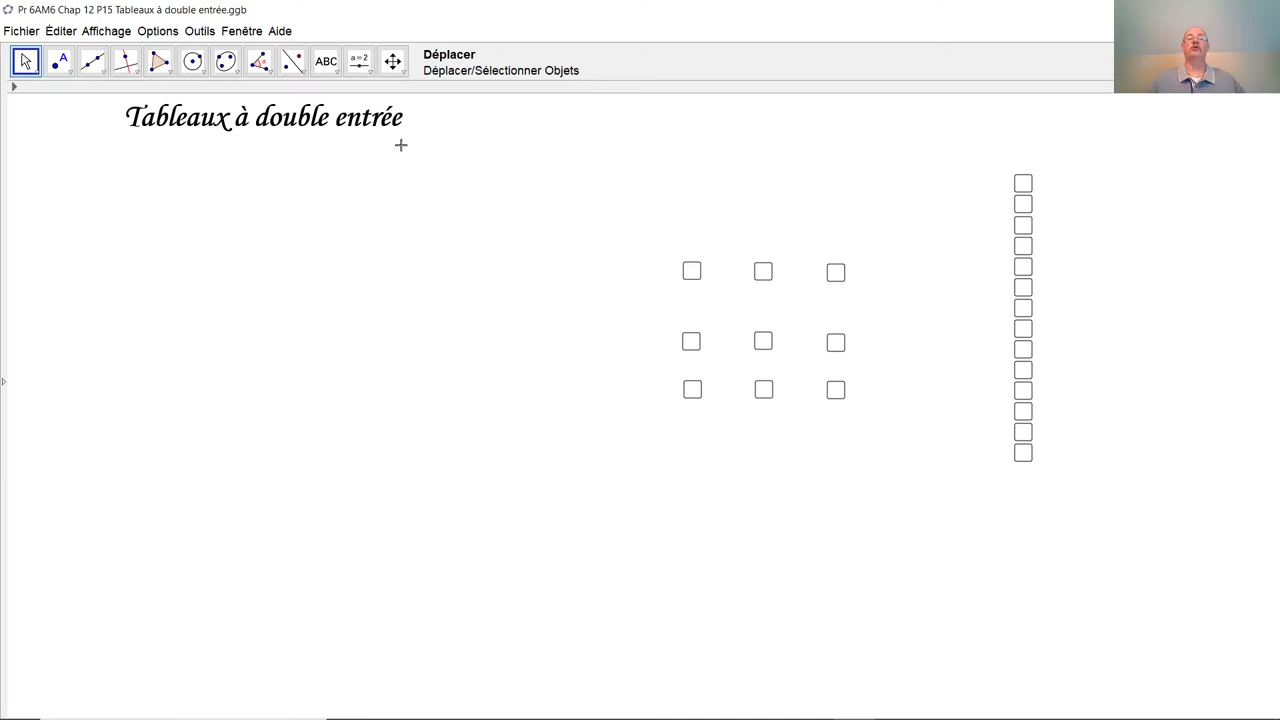 Pr 6AM6 Chap 12 P15 Tableaux à double entrée.ggb
Fichier Éditer Affichage Options Outils Fenêtre Aide
A
ABC
a=2
Déplacer
Déplacer/Sélectionner Objets
Tableaux à double entrée